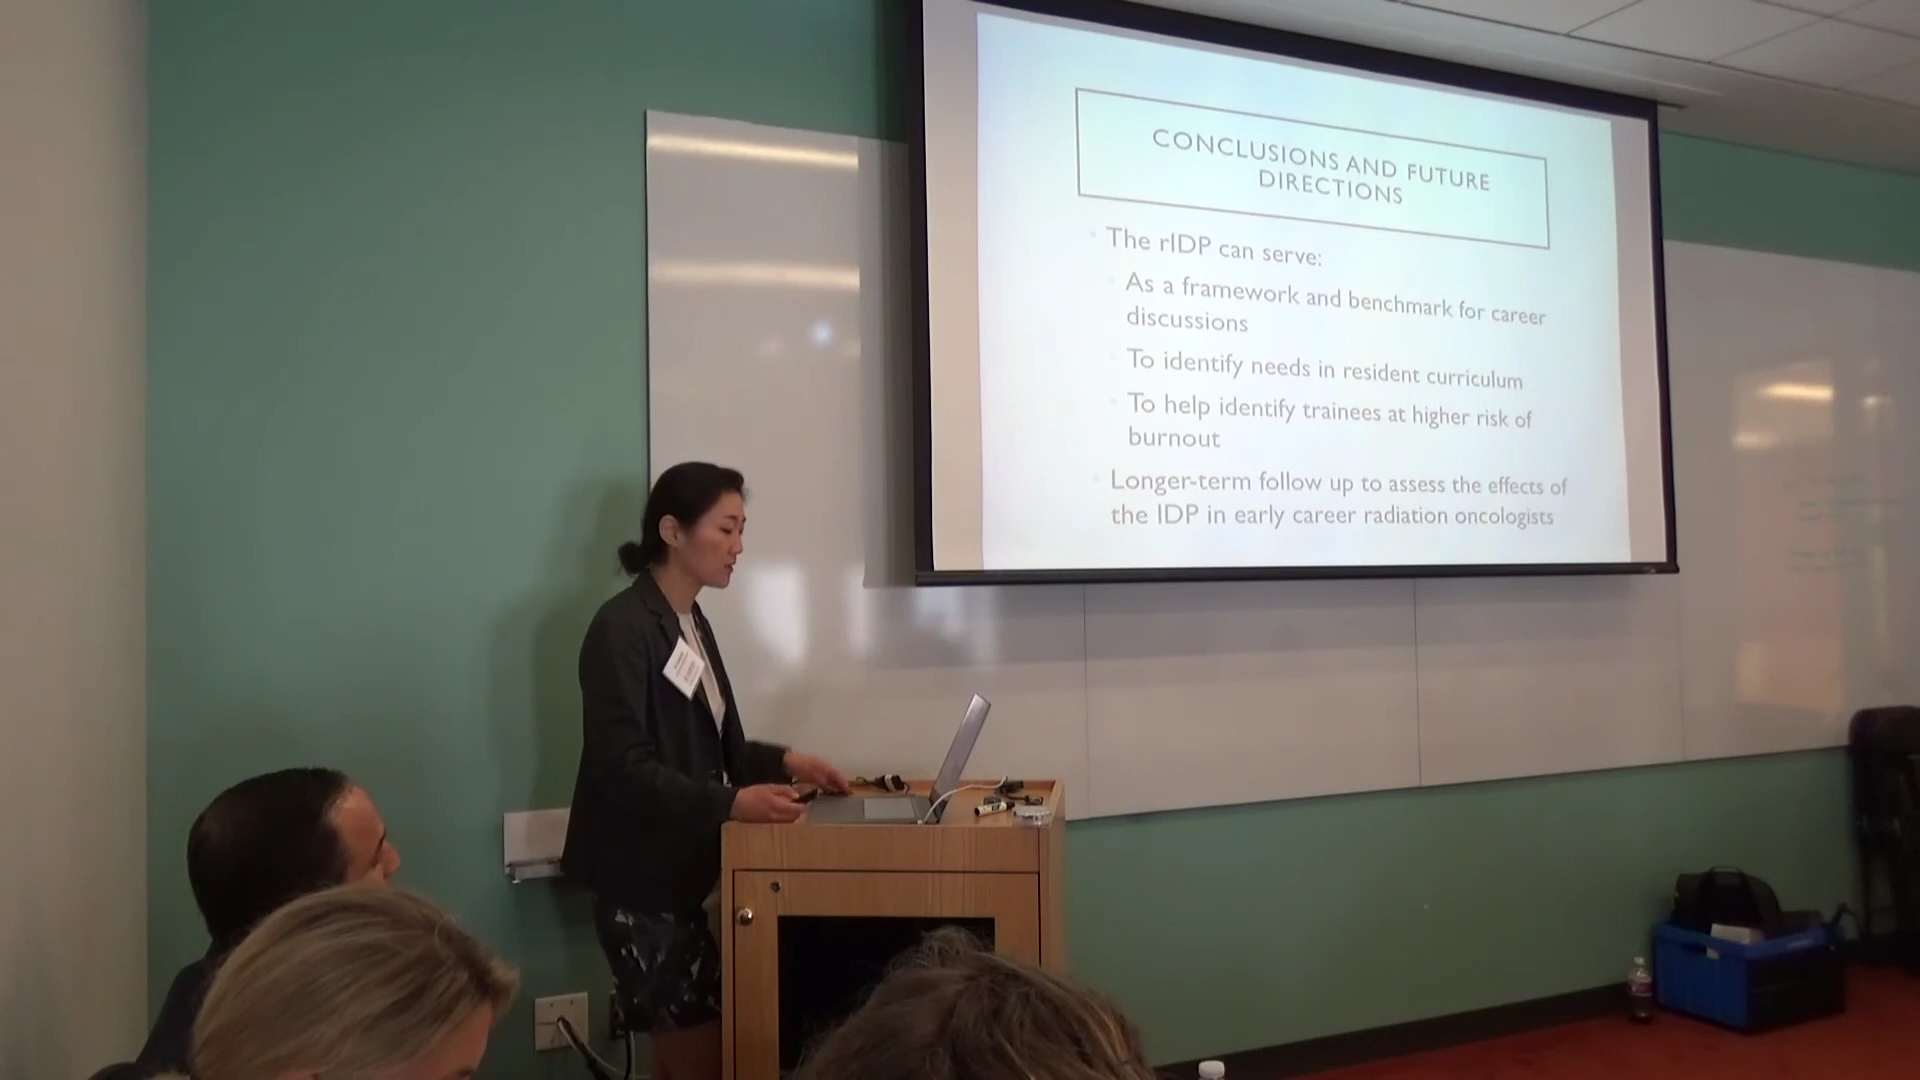 CONCLUSIONS AND FUTURE
DIRECTIONS
The rIDP can serve:
As a framework and benchmark for career
discussions
To identify needs in resident curriculum
To help identify trainees at higher risk of
burnout
Longer-term follow up to assess the effects of
the IDP in early career radiation oncologists